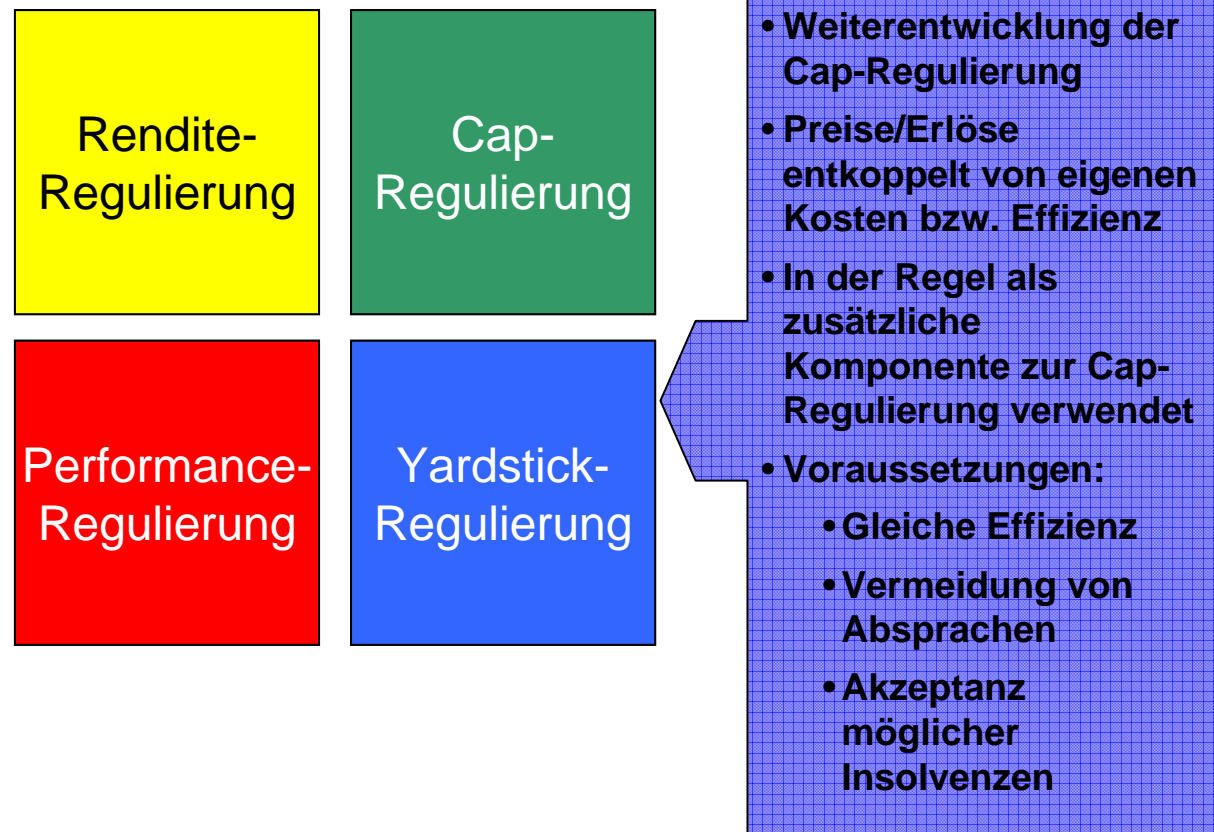 Rendite-
Regulierung
Cap-
Regulierung
Performance-
Regulierung
Yardstick-
Regulierung
• Weiterentwicklung der
Cap-Regulierung
• Preise/Erlöse
entkoppelt von eigenen
Kosten bzw. Effizienz
• In der Regel als
zusätzliche
Komponente zur Cap-
Regulierung verwendet
• Voraussetzungen:
• Gleiche Effizienz
• Vermeidung von
Absprachen
• Akzeptanz
möglicher
Insolvenzen